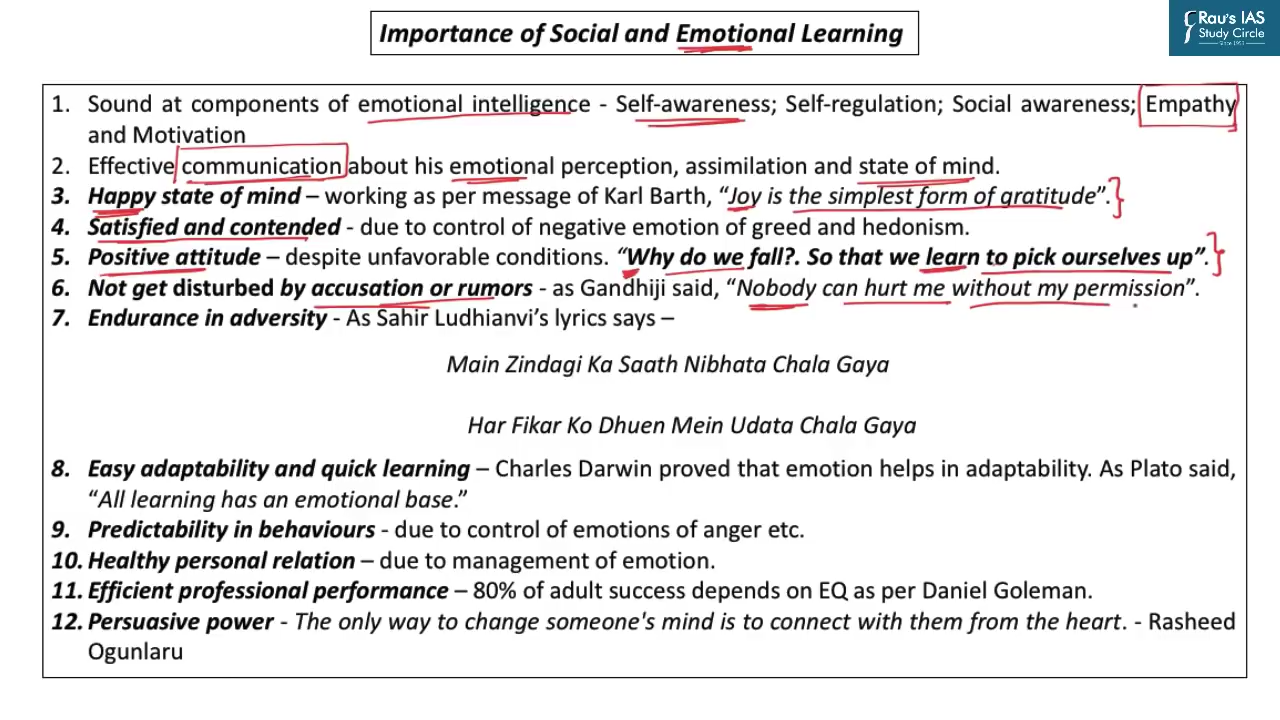 Importance of Social and Emotional Learning
Rau's IAS
Study Circle
Since 1953
1. Sound at components of emotional intelligence - Self-awareness; Self-regulation; Social awareness; Empathy
and Motivation
2. Effective communication about his emotional perception, assimilation and state of mind.
3. Happy state of mind – working as per message of Karl Barth, “Joy is the simplest form of gratitude”.
4. Satisfied and contended - due to control of negative emotion of greed and hedonism.
5. Positive attitude – despite unfavorable conditions. “Why do we fall?. So that we learn to pick ourselves up”.
6. Not get disturbed by accusation or rumors - as Gandhiji said, “Nobody can hurt me without my permission”.
7. Endurance in adversity - As Sahir Ludhianvi’s lyrics says –
Main Zindagi Ka Saath Nibhata Chala Gaya
Har Fikar Ko Dhuen Mein Udata Chala Gaya
8. Easy adaptability and quick learning – Charles Darwin proved that emotion helps in adaptability. As Plato said,
“All learning has an emotional base.”
9. Predictability in behaviours - due to control of emotions of anger etc.
10. Healthy personal relation – due to management of emotion.
11. Efficient professional performance – 80% of adult success depends on EQ as per Daniel Goleman.
12. Persuasive power - The only way to change someone's mind is to connect with them from the heart. - Rasheed
Ogunlaru